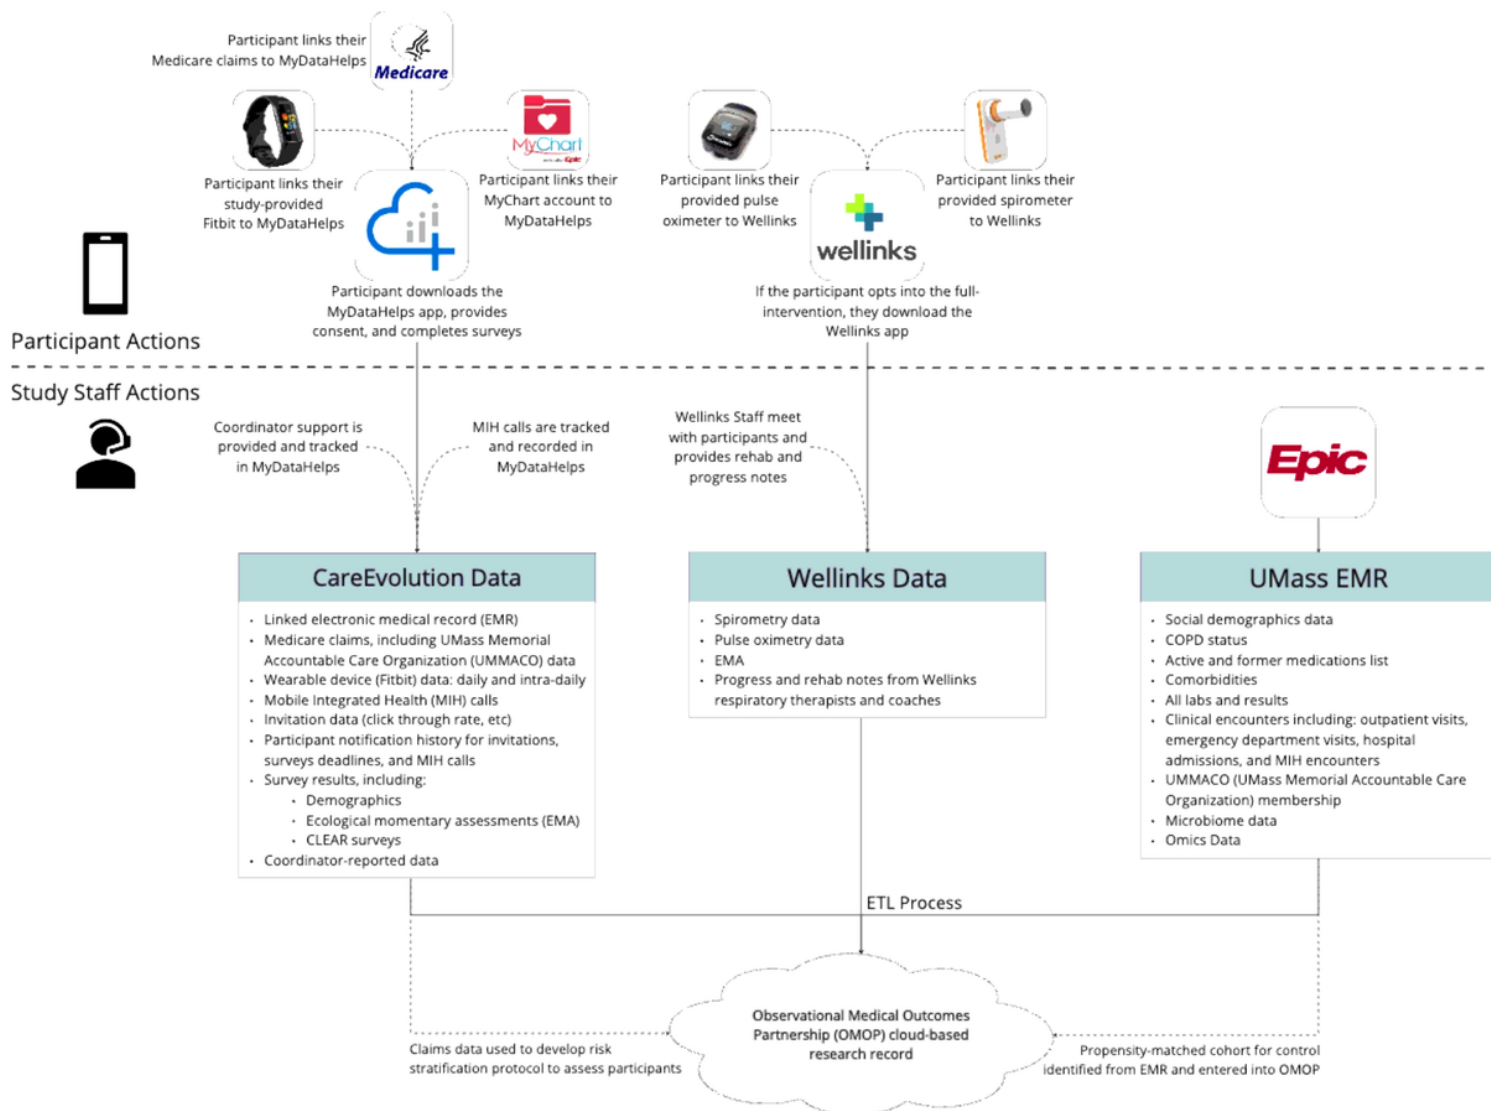 Participant links their
Medicare claims to MyDataHelps
Medicare
MyChart
Epic
Participant links their
study-provided
Fitbit to MyDataHelps
Participant links their
MyChart account to
MyDataHelps
Participant links their
provided pulse
oximeter to Wellinks
Participant links their
provided spirometer
to Wellinks
wellinks
Participant downloads the
MyDataHelps app, provides
consent, and completes surveys
If the participant opts into the full-
intervention, they download the
Wellinks app
Participant Actions
Study Staff Actions
Coordinator support is
provided and tracked
in MyDataHelps
MIH calls are tracked
and recorded in
MyDataHelps
Wellinks Staff meet
with participants and
provides rehab and
progress notes
Epic
CareEvolution Data
• Linked electronic medical record (EMR)
• Medicare claims, including UMass Memorial
Accountable Care Organization (UMMACO) data
• Wearable device (Fitbit) data: daily and intra-daily
• Mobile Integrated Health (MIH) calls
• Invitation data (click through rate, etc)
• Participant notification history for invitations,
surveys deadlines, and MIH calls
• Survey results, including:
• Demographics
• Ecological momentary assessments (EMA)
• CLEAR surveys
• Coordinator-reported data
Wellinks Data
• Spirometry data
• Pulse oximetry data
• EMA
• Progress and rehab notes from Wellinks
respiratory therapists and coaches
UMass EMR
• Social demographics data
• COPD status
• Active and former medications list
• Comorbidities
• All labs and results
• Clinical encounters including: outpatient visits,
emergency department visits, hospital
admissions, and MIH encounters
• UMMACO (UMass Memorial Accountable Care
Organization) membership
• Microbiome data
• Omics Data
ETL Process
Observational Medical Outcomes
Partnership (OMOP) cloud-based
research record
Claims data used to develop risk
stratification protocol to assess participants
Propensity-matched cohort for control
identified from EMR and entered into OMOP